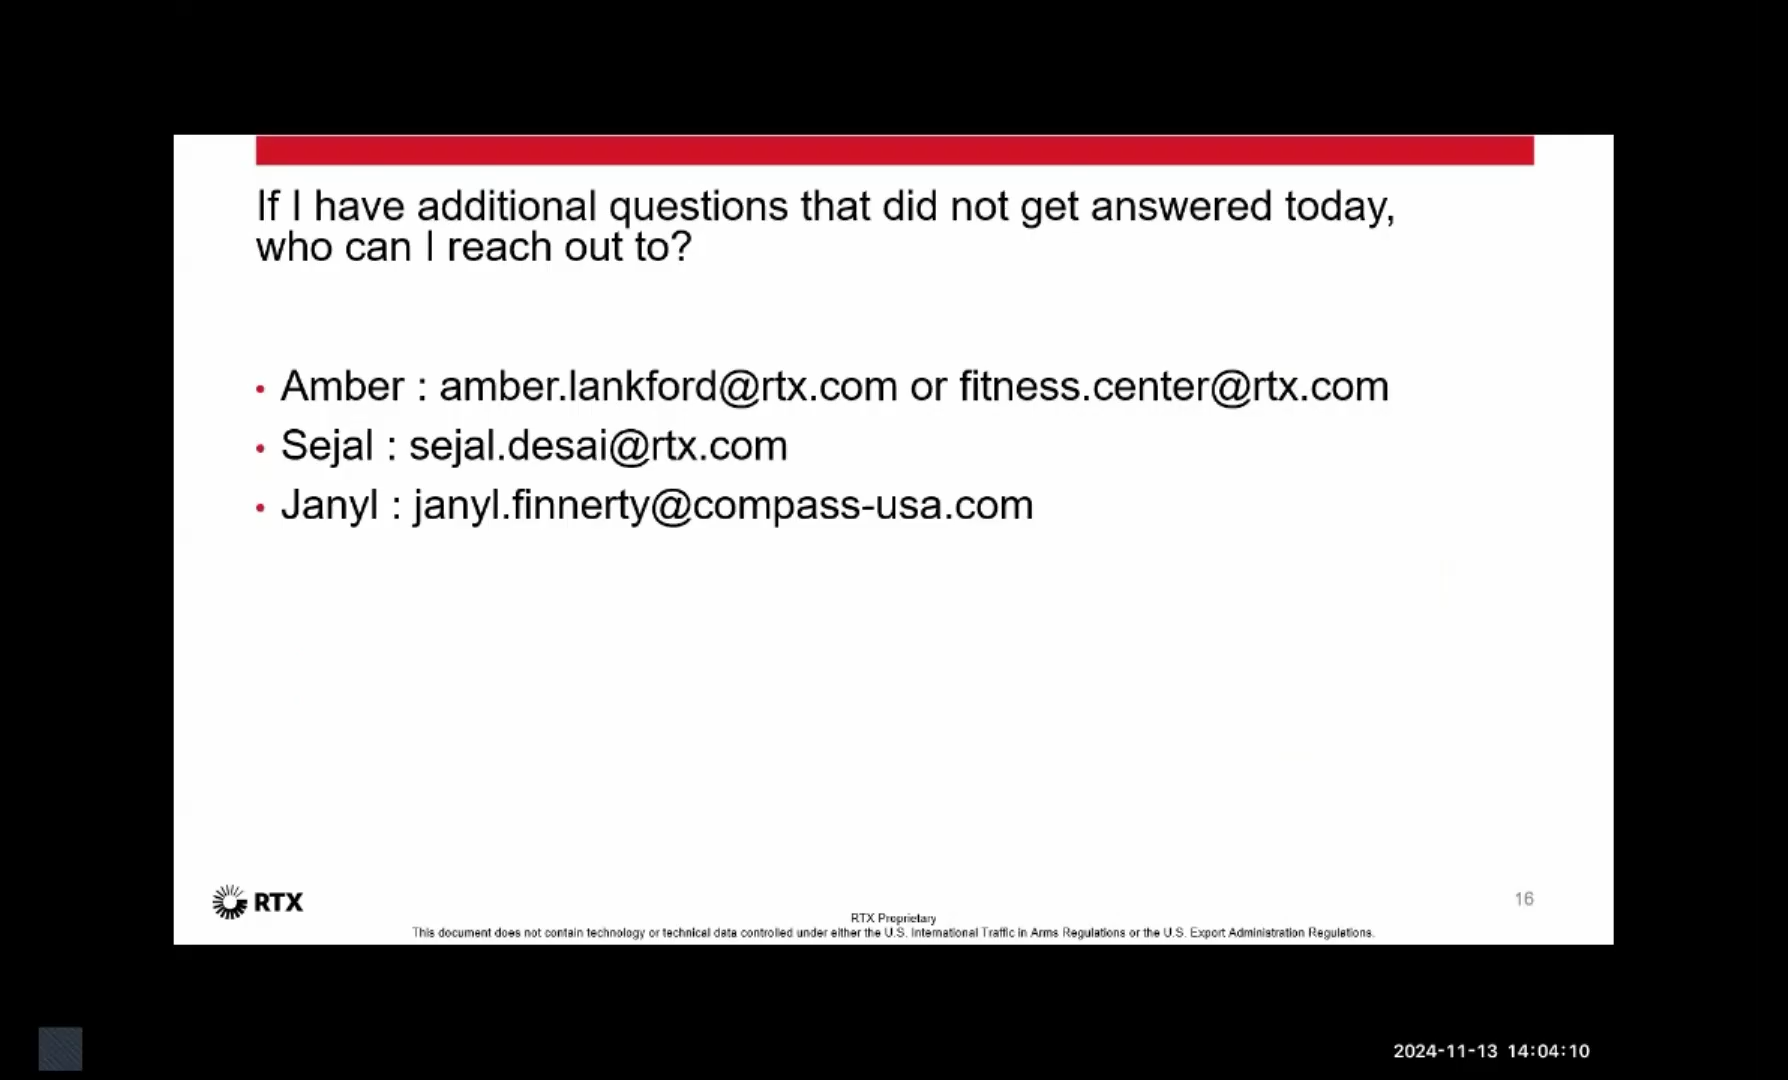 If I have additional questions that did not get answered today,
who can I reach out to?
• Amber : amber.lankford@rtx.com or fitness.center@rtx.com
• Sejal : sejal.desai@rtx.com
• Janyl : janyl.finnerty@compass-usa.com
RTX
16
RTX Proprietary
This document does not contain technology or technical data controlled under either the U.S. International Traffic in Arms Regulations or the U.S. Export Administration Regulations.
2024-11-13 14:04:10